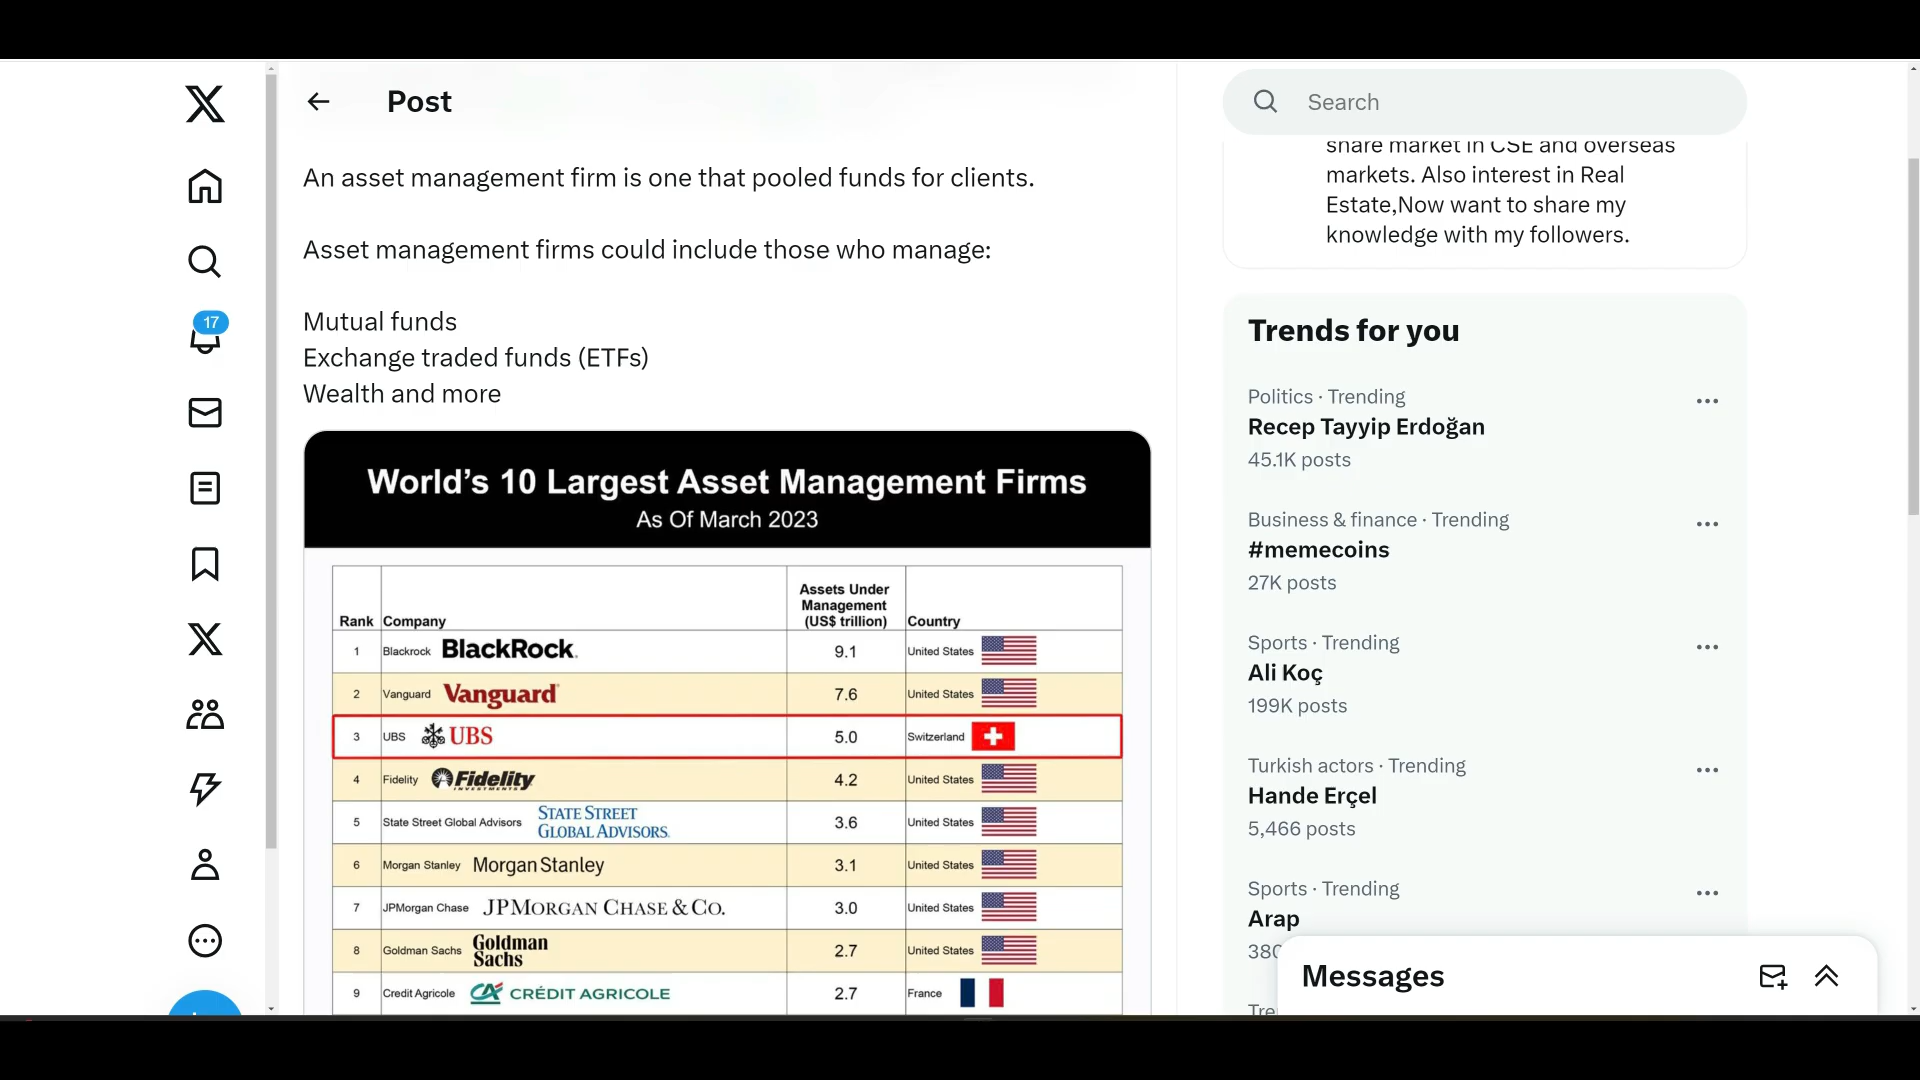 Post
An asset management firm is one that pooled funds for clients.
Asset management firms could include those who manage:
Mutual funds
Exchange traded funds (ETFs)
Wealth and more
World's 10 Largest Asset Management Firms
As Of March 2023
Rank Company Assets Under Management (US$ trillion) Country
1 Blackrock BlackRock. 9.1 United States
2 Vanguard Vanguard 7.6 United States
3 UBS UBS 5.0 Switzerland
4 Fidelity Fidelity INVESTMENTS 4.2 United States
5 State Street Global Advisors STATE STREET GLOBAL ADVISORS. 3.6 United States
6 Morgan Stanley Morgan Stanley 3.1 United States
7 JPMorgan Chase JPMORGAN CHASE & CO. 3.0 United States
8 Goldman Sachs Goldman Sachs 2.7 United States
9 Credit Agricole CA CRÉDIT AGRICOLE 2.7 France
17
Search
share market in CSE and overseas
markets. Also interest in Real
Estate,Now want to share my
knowledge with my followers.
Trends for you
Politics · Trending
Recep Tayyip Erdoğan
45.1K posts
Business & finance · Trending
#memecoins
27K posts
Sports · Trending
Ali Koç
199K posts
Turkish actors · Trending
Hande Erçel
5,466 posts
Sports · Trending
Arap
380
Messages